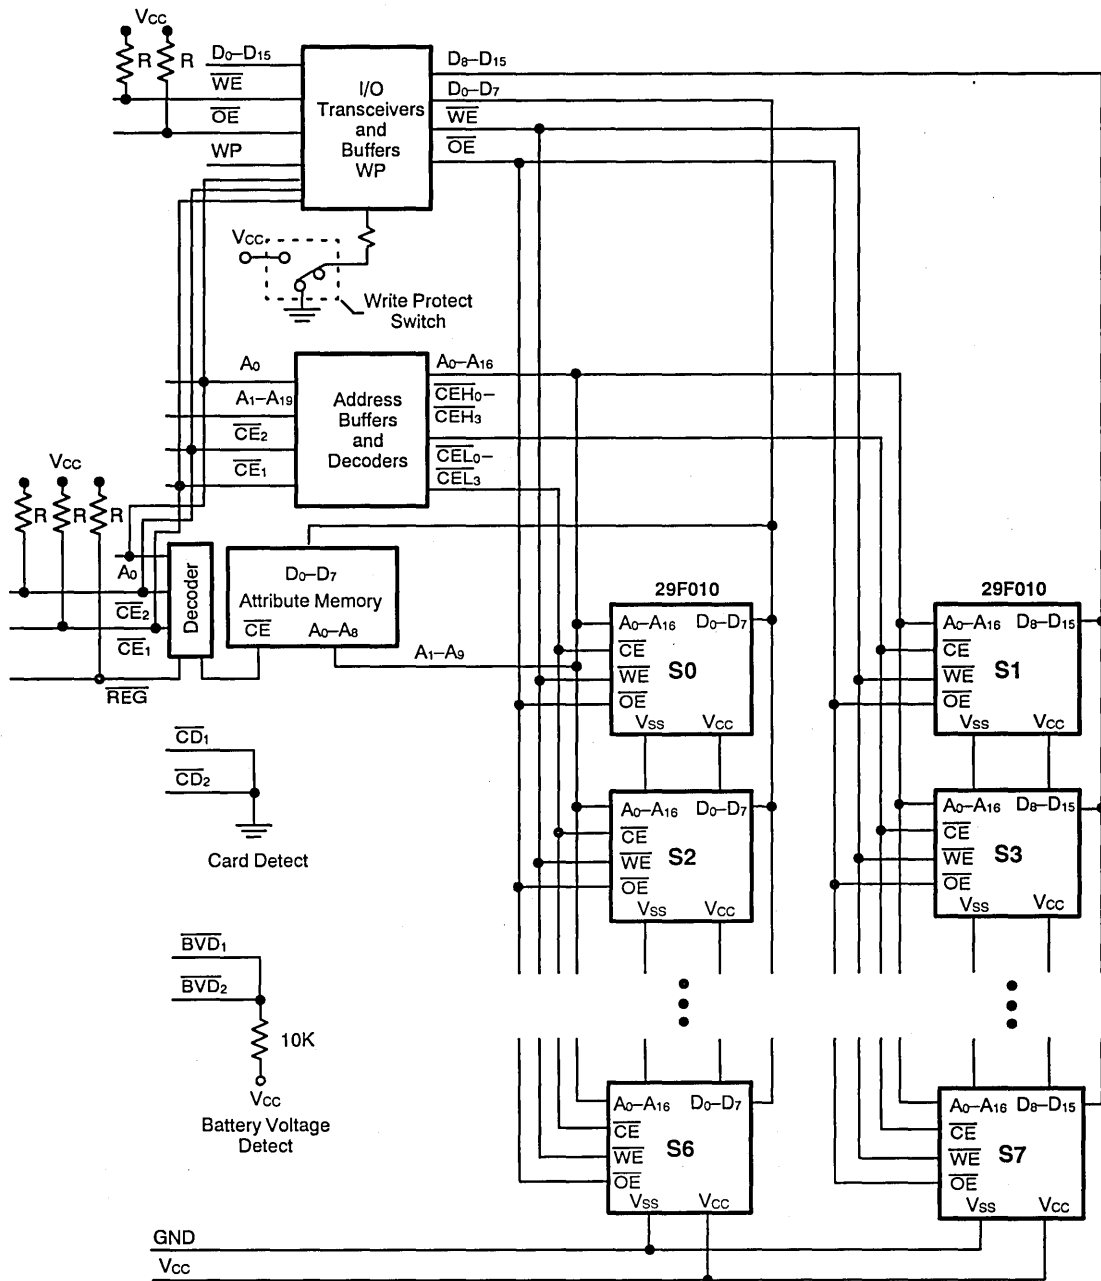 VCC
R
R
D0–D15
WE
OE
WP
I/O
Transceivers
and
Buffers
WP
D8–D15
D0–D7
WE
OE
VCC
Write Protect
Switch
A0
A1–A19
CE2
CE1
Address
Buffers
and
Decoders
A0–A16
CEH0–
CEH3
CEL0–
CEL3
VCC
R
R
R
A0
CE2
CE1
REG
Decoder
D0–D7
Attribute Memory
CE
A0–A8
A1–A9
29F010
A0–A16
D0–D7
CE
WE
OE
S0
VSS
VCC
29F010
A0–A16
D8–D15
CE
WE
OE
S1
VSS
VCC
CD1
CD2
Card Detect
A0–A16
D0–D7
CE
WE
OE
S2
VSS
VCC
A0–A16
D8–D15
CE
WE
OE
S3
VSS
VCC
BVD1
BVD2
10K
VCC
Battery Voltage
Detect
A0–A16
D0–D7
CE
WE
OE
S6
VSS
VCC
A0–A16
D8–D15
CE
WE
OE
S7
VSS
VCC
GND
VCC